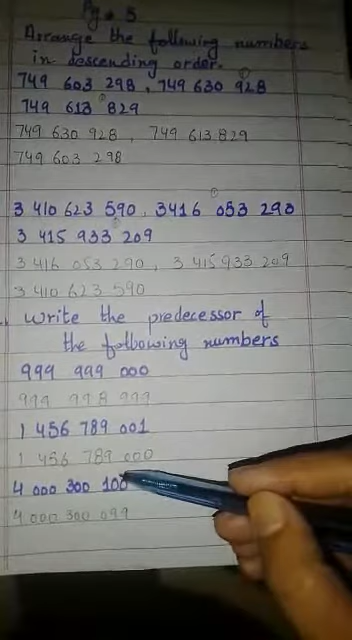 Pg. 5
Arrange the following numbers
in descending order.
749 603 298, 749 630 928
749 613 829
749 630 928, 749 613 829
749 603 298
3 410 623 590, 3416 053 290
3 415 933 209
3 416 053 290, 3 415 933 209
3 410 623 590
Write the predecessor of
the following numbers
999 999 000
999 998 999
1 456 789 001
1 456 789 000
4 000 300 100
4 000 300 099